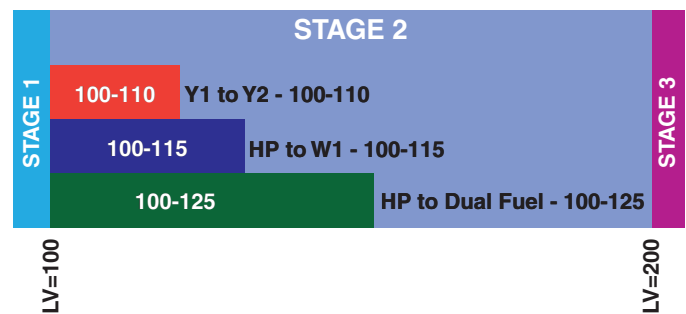 STAGE 2
STAGE 1
100-110
Y1 to Y2 - 100-110
100-115
HP to W1 - 100-115
100-125
HP to Dual Fuel - 100-125
STAGE 3
LV=100
LV=200